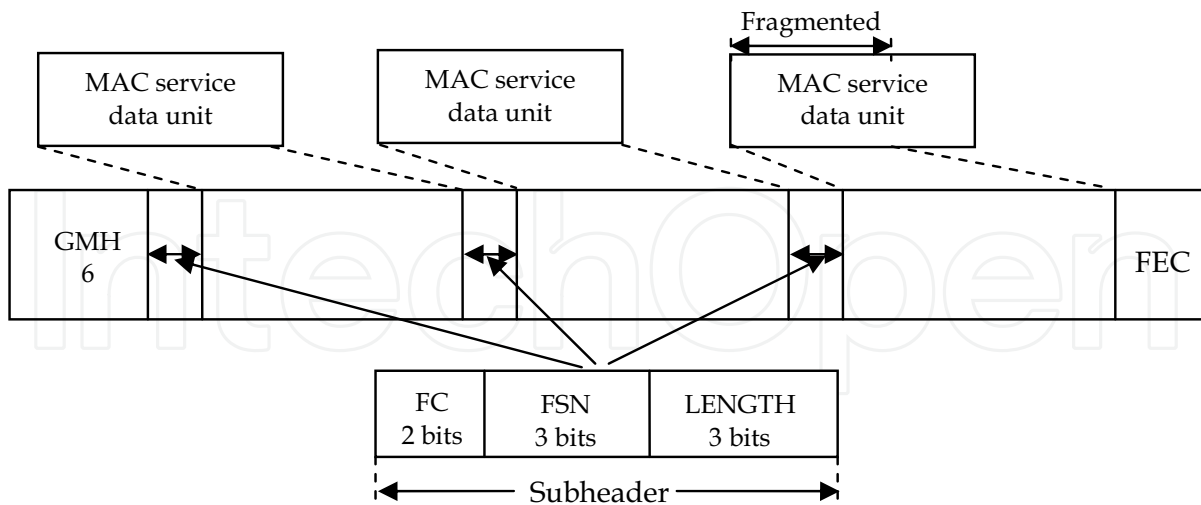 Fragmented
MAC service
data unit
MAC service
data unit
MAC service
data unit
GMH
6
FEC
IntechOpen
FC
2 bits
FSN
3 bits
LENGTH
3 bits
Subheader